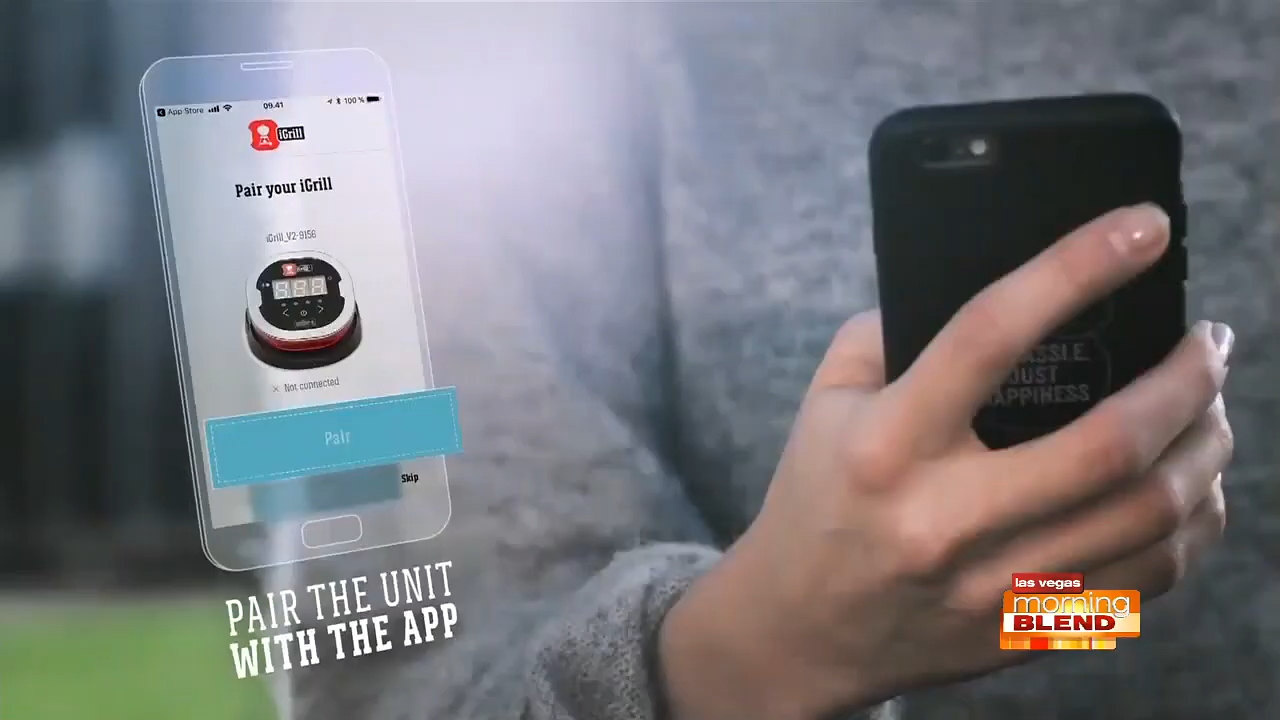 App Store
09.41
100 %
iGrill
Pair your iGrill
iGrill_V2-9156
Not connected
Pair
Skip
PAIR THE UNIT
WITH THE APP
JUST
las vegas
morning
BLEND